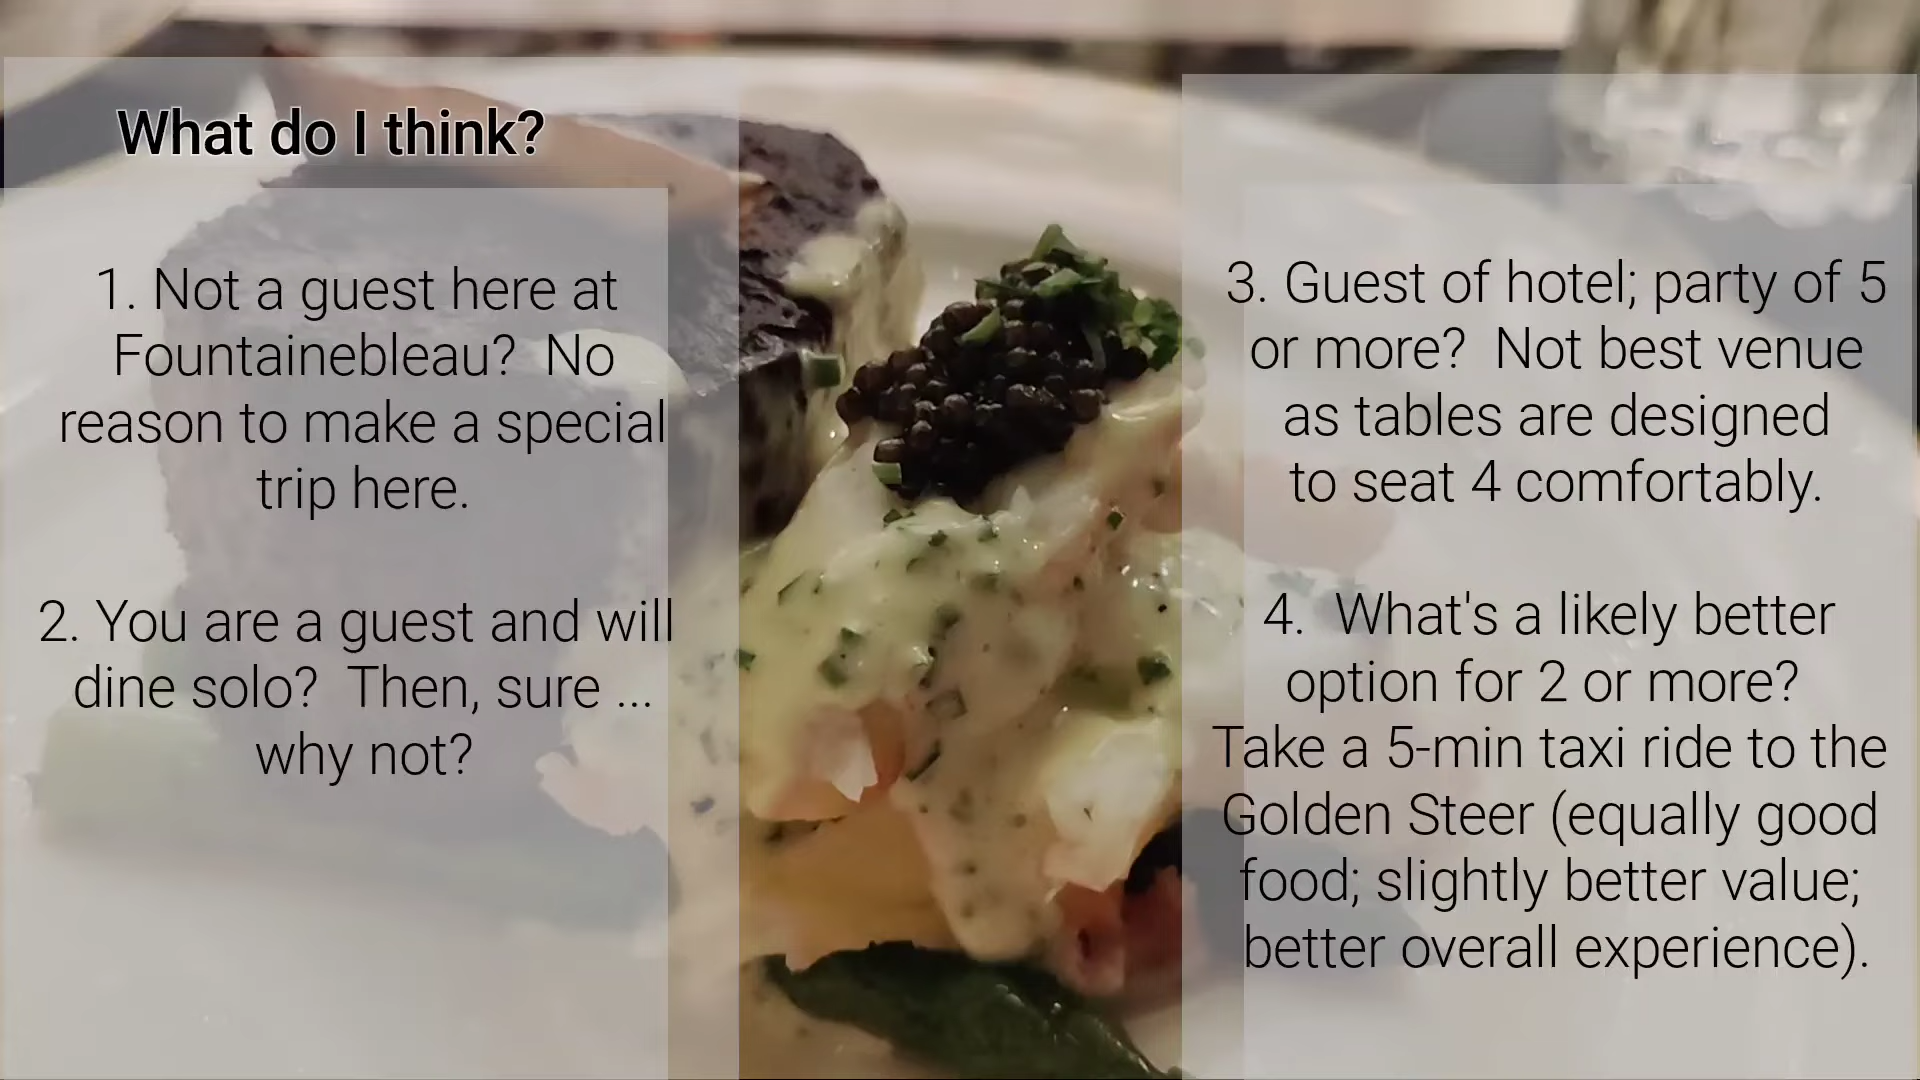 What do I think?
1. Not a guest here at
Fountainebleau?  No
reason to make a special
trip here.
2. You are a guest and will
dine solo?  Then, sure ...
why not?
3. Guest of hotel; party of 5
or more?  Not best venue
as tables are designed
to seat 4 comfortably.
4.  What's a likely better
option for 2 or more?
Take a 5-min taxi ride to the
Golden Steer (equally good
food; slightly better value;
better overall experience).